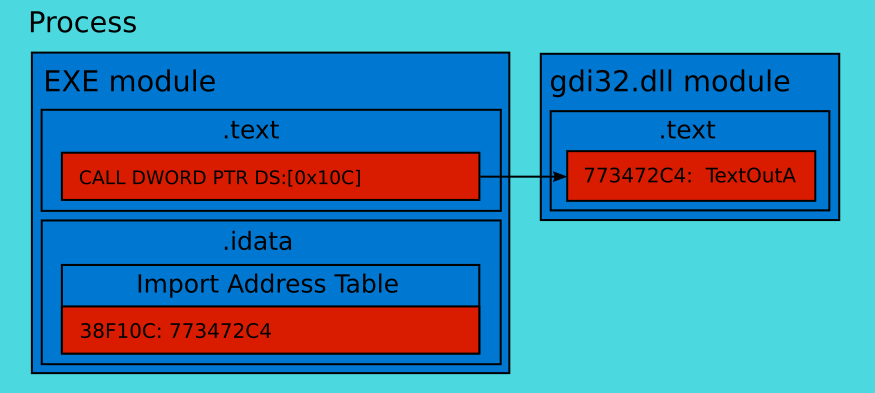 Process
EXE module
.text
CALL DWORD PTR DS:[0x10C]
.idata
Import Address Table
38F10C: 773472C4
gdi32.dll module
.text
773472C4: TextOutA